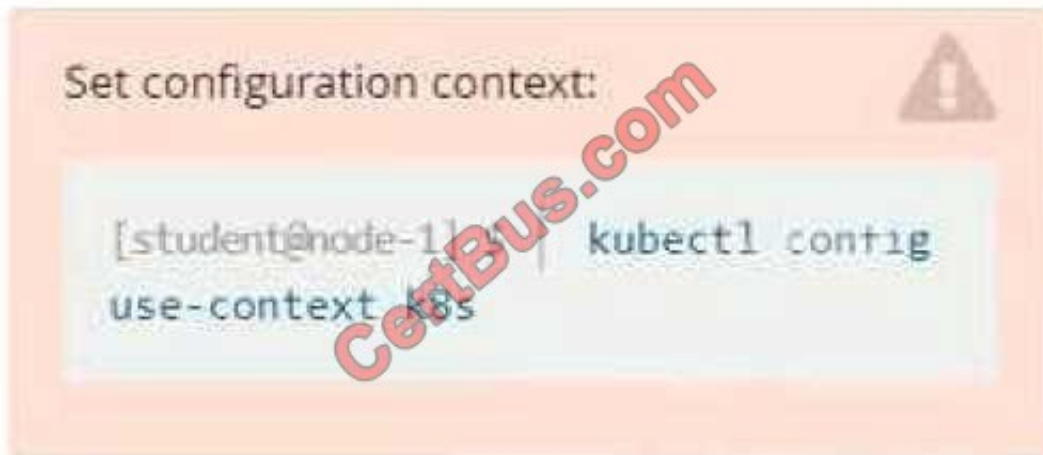 Set configuration context:
[student@node-1] $ | kubectl config
use-context k8s
CertBus.com